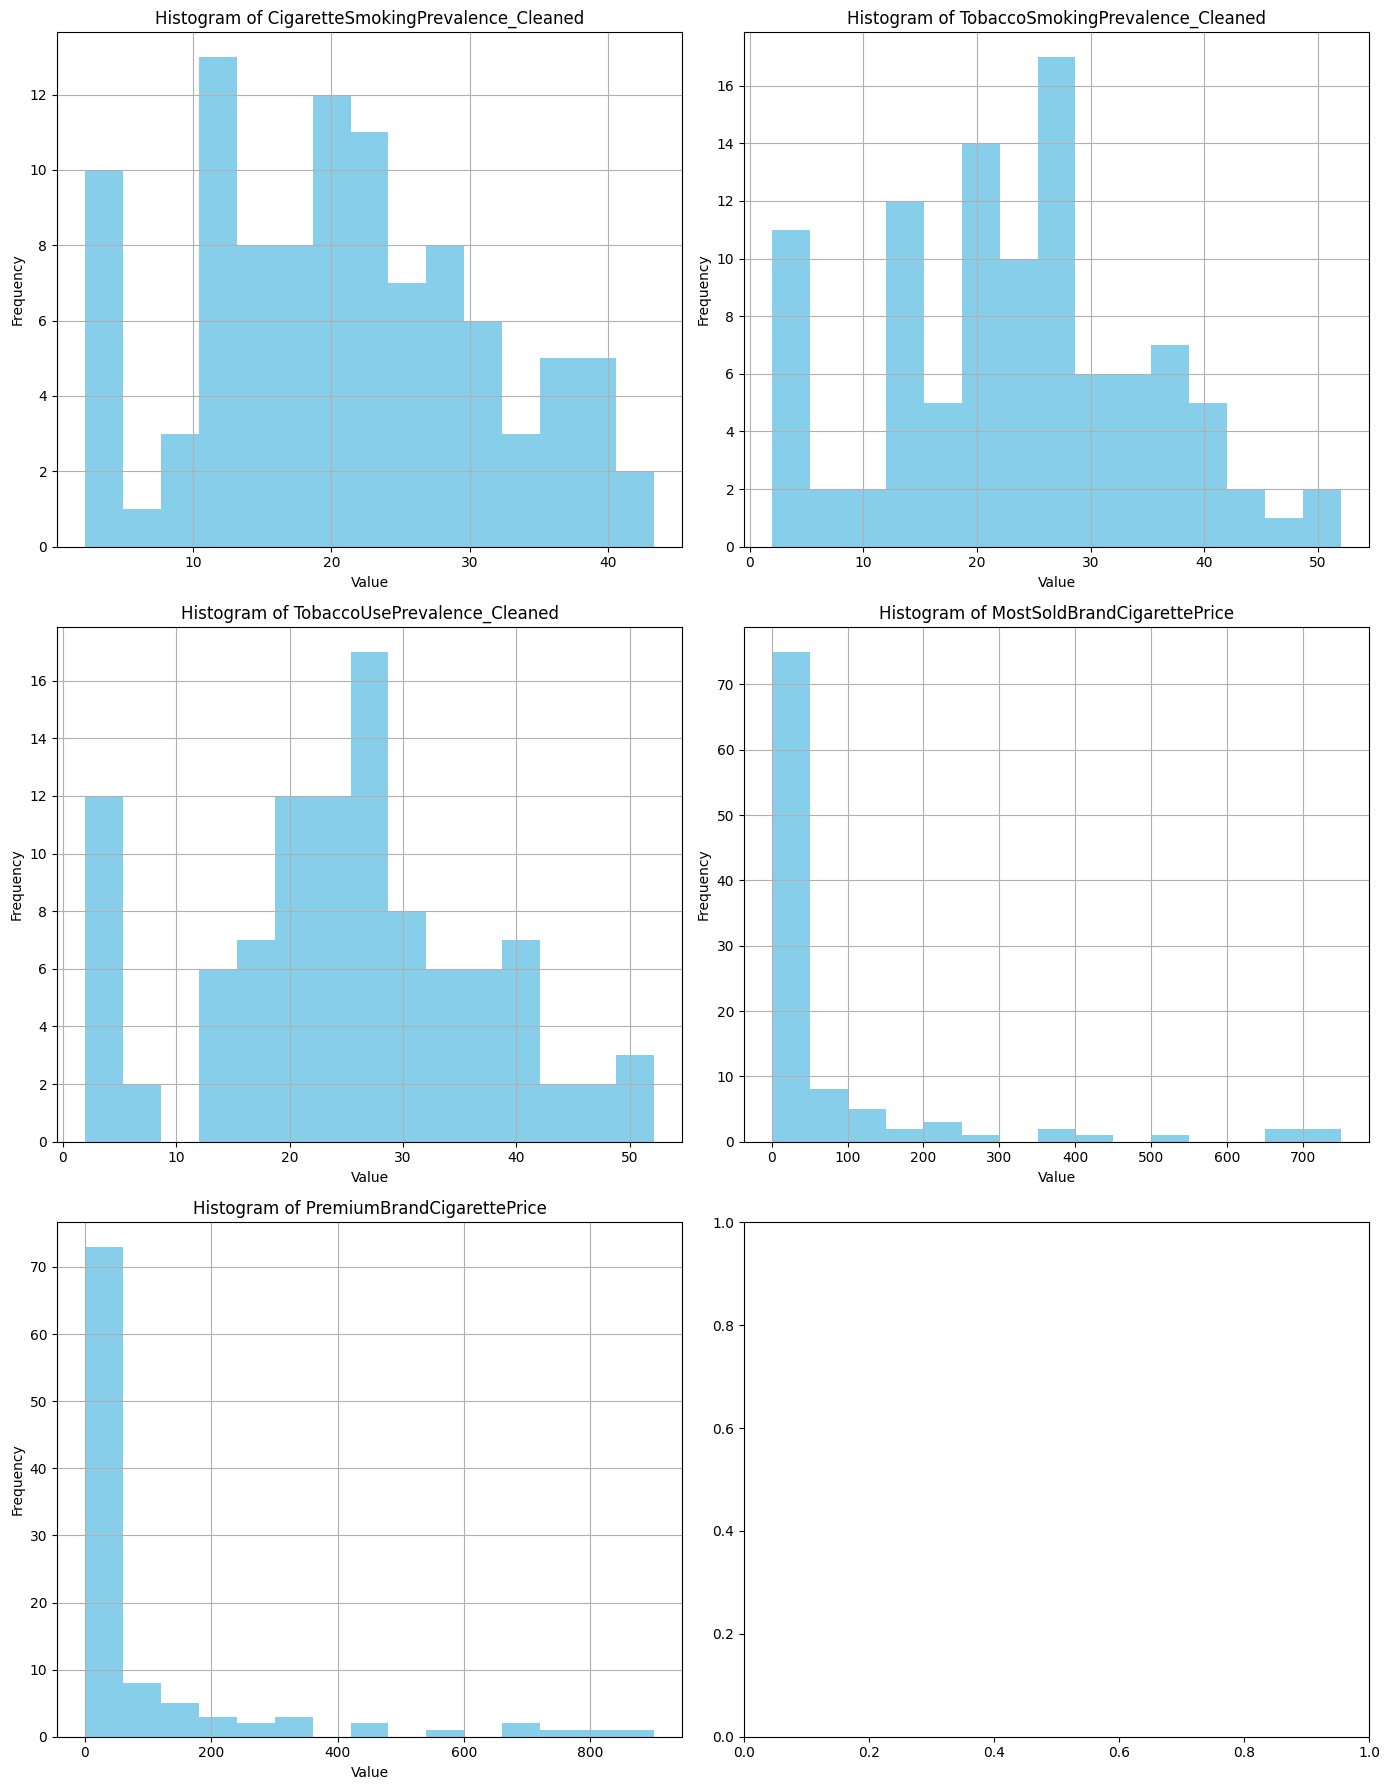 Histogram of CigaretteSmokingPrevalence_Cleaned
Frequency
12
10
8
6
4
2
0
10 20 30 40
Value
Histogram of TobaccoSmokingPrevalence_Cleaned
Frequency
16
14
12
10
8
6
4
2
0
0 10 20 30 40 50
Value
Histogram of TobaccoUsePrevalence_Cleaned
Frequency
16
14
12
10
8
6
4
2
0
0 10 20 30 40 50
Value
Histogram of MostSoldBrandCigarettePrice
Frequency
70
60
50
40
30
20
10
0
0 100 200 300 400 500 600 700
Value
Histogram of PremiumBrandCigarettePrice
Frequency
70
60
50
40
30
20
10
0
0 200 400 600 800
Value
1.0
0.8
0.6
0.4
0.2
0.0
0.0 0.2 0.4 0.6 0.8 1.0